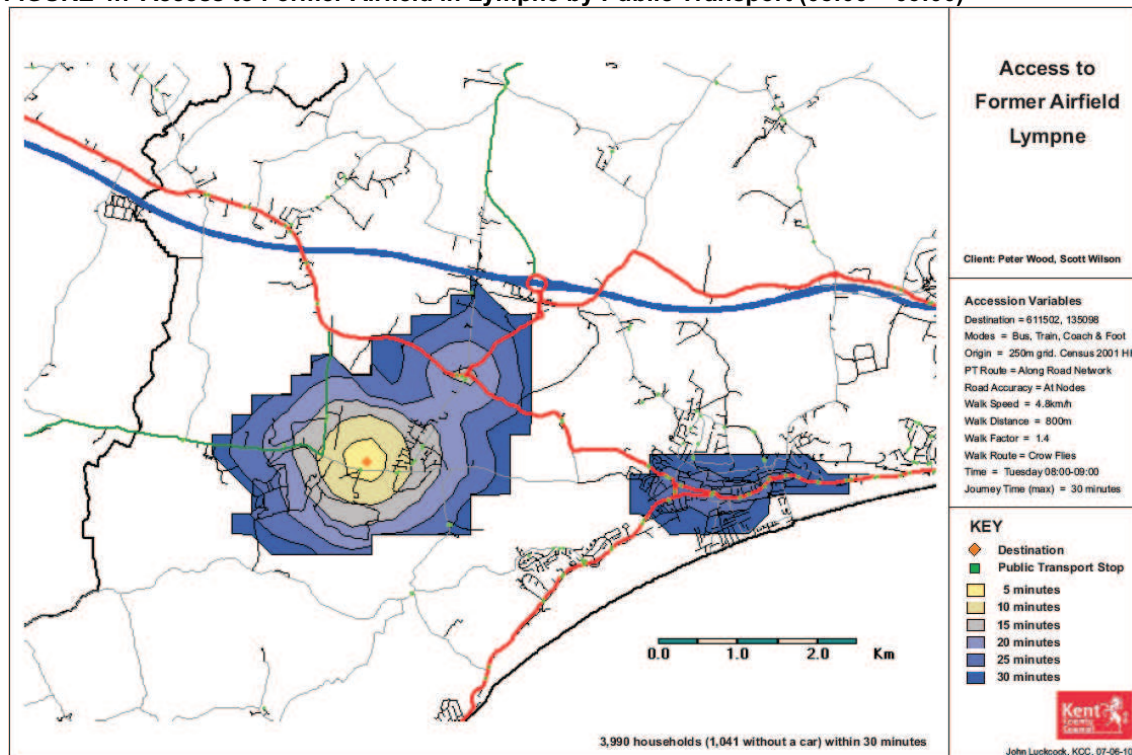 Access to
Former Airfield
Lympne
Client: Peter Wood, Scott Wilson
Accession Variables
Destination = 611502, 135098
Modes = Bus, Train, Coach & Foot
Origin = 250m grid. Census 2001 H
PT Route = Along Road Network
Road Accuracy = At Nodes
Walk Speed = 4.8km/h
Walk Distance = 800m
Walk Factor = 1.4
Walk Route = Crow Flies
Time = Tuesday 08:00-09:00
Journey Time (max) = 30 minutes
KEY
Destination
Public Transport Stop
5 minutes
10 minutes
15 minutes
20 minutes
25 minutes
30 minutes
0.0 1.0 2.0 Km
Kent
County
Council
3,990 households (1,041 without a car) within 30 minutes
John Luckcock, KCC, 07-06-10